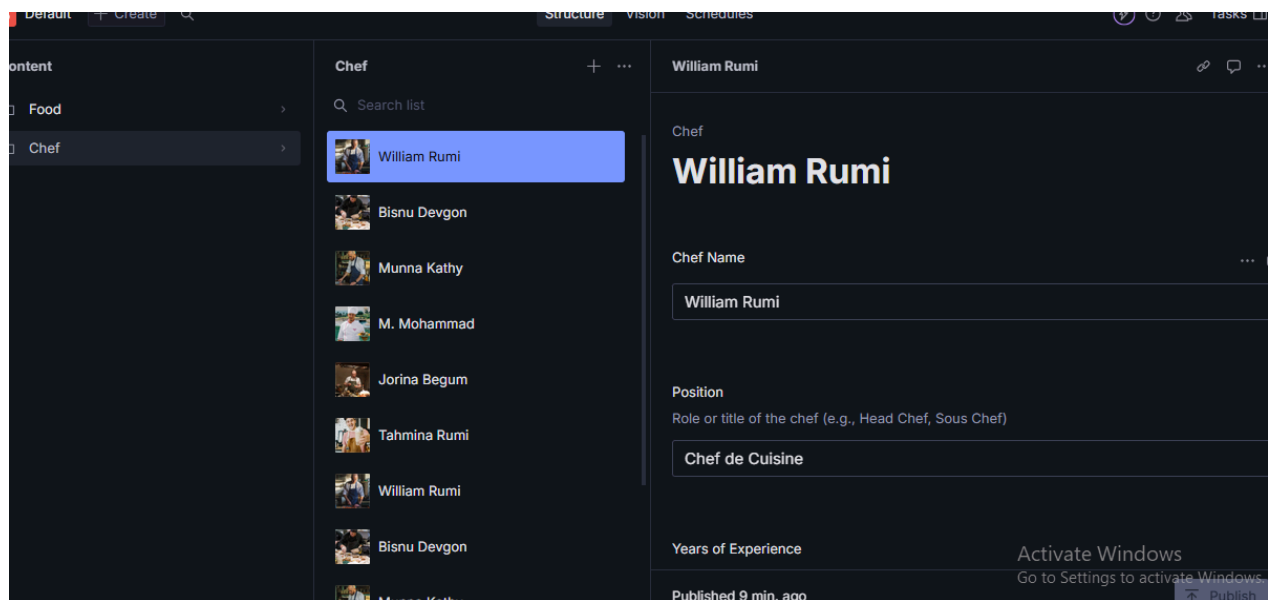 Default
Create
Structure
Vision
Schedules
Tasks
ontent
Food
Chef
Chef
Search list
William Rumi
Bisnu Devgon
Munna Kathy
M. Mohammad
Jorina Begum
Tahmina Rumi
William Rumi
Bisnu Devgon
Munna Kathy
William Rumi
Chef
William Rumi
Chef Name
William Rumi
Position
Role or title of the chef (e.g., Head Chef, Sous Chef)
Chef de Cuisine
Years of Experience
Published 9 min. ago
Publish
Activate Windows
Go to Settings to activate Windows.